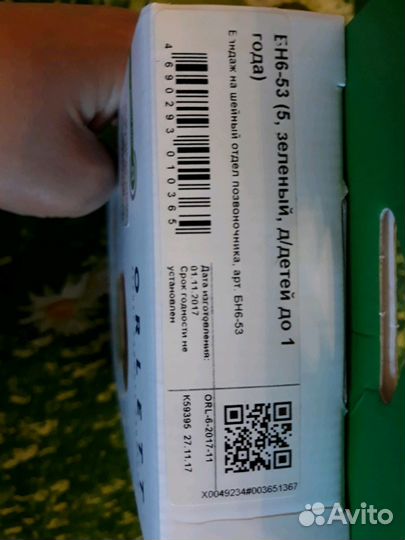 БН6-53 (5, зеленый, д/детей до 1
года)
Бандаж на шейный отдел позвоночника, арт. БН6-53
4 690293 010365
Дата изготовления:
01.11.2017
Срок годности не
установлен
ORL-6-2017-11
K59395 27.11.17
X0049234#003651367
ORLETT
Avito